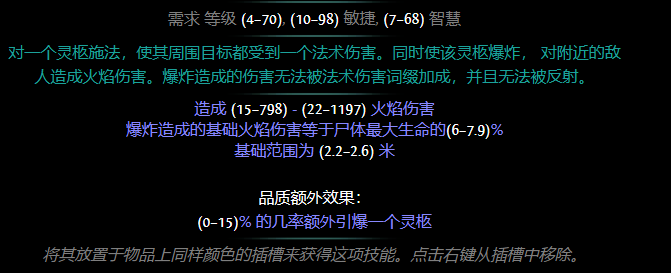 需求 等级 (4–70), (10–98) 敏捷, (7–68) 智慧
对一个灵柩施法，使其周围目标都受到一个法术伤害。同时使该灵柩爆炸， 对附近的敌
人造成火焰伤害。爆炸造成的伤害无法被法术伤害词缀加成，并且无法被反射。
造成 (15–798) - (22–1197) 火焰伤害
爆炸造成的基础火焰伤害等于尸体最大生命的(6–7.9)%
基础范围为 (2.2–2.6) 米
品质额外效果：
(0–15)% 的几率额外引爆一个灵柩
将其放置于物品上同样颜色的插槽来获得这项技能。点击右键从插槽中移除。